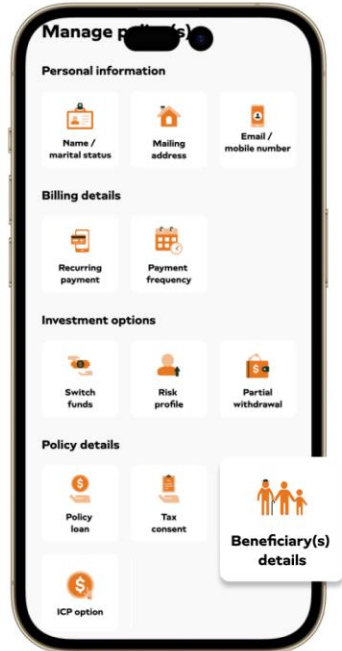 Manage
Personal information
Name /
marital status
Mailing
address
Email /
mobile number
Billing details
Recurring
payment
Payment
frequency
Investment options
Switch
funds
Risk
profile
Partial
withdrawal
Policy details
Policy
loan
Tax
consent
Beneficiary(s)
details
ICP option